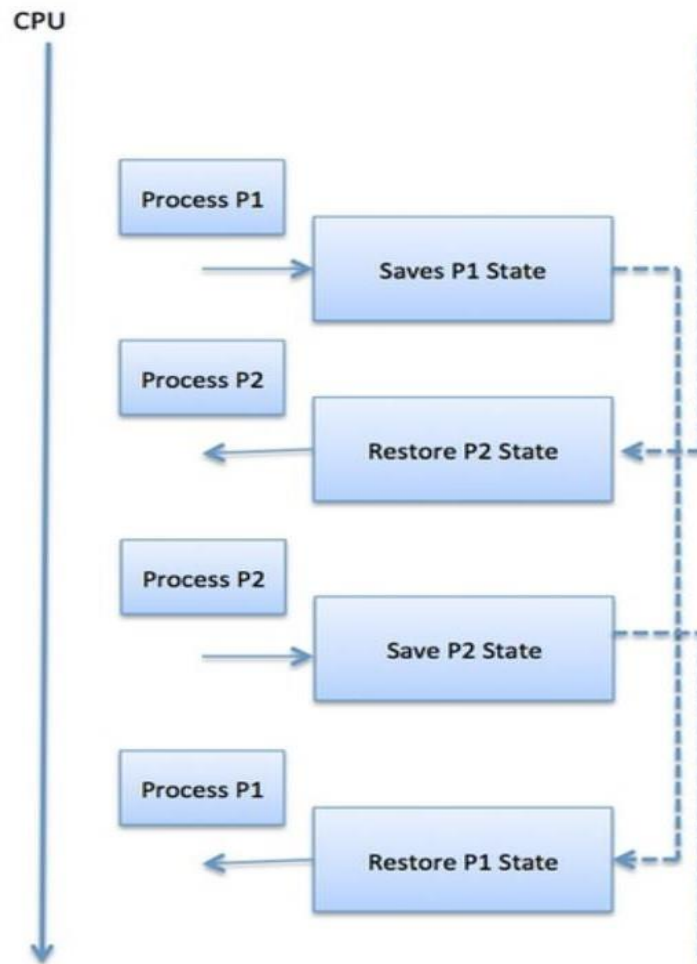 CPU
Process P1
Saves P1 State
Process P2
Restore P2 State
Process P2
Save P2 State
Process P1
Restore P1 State